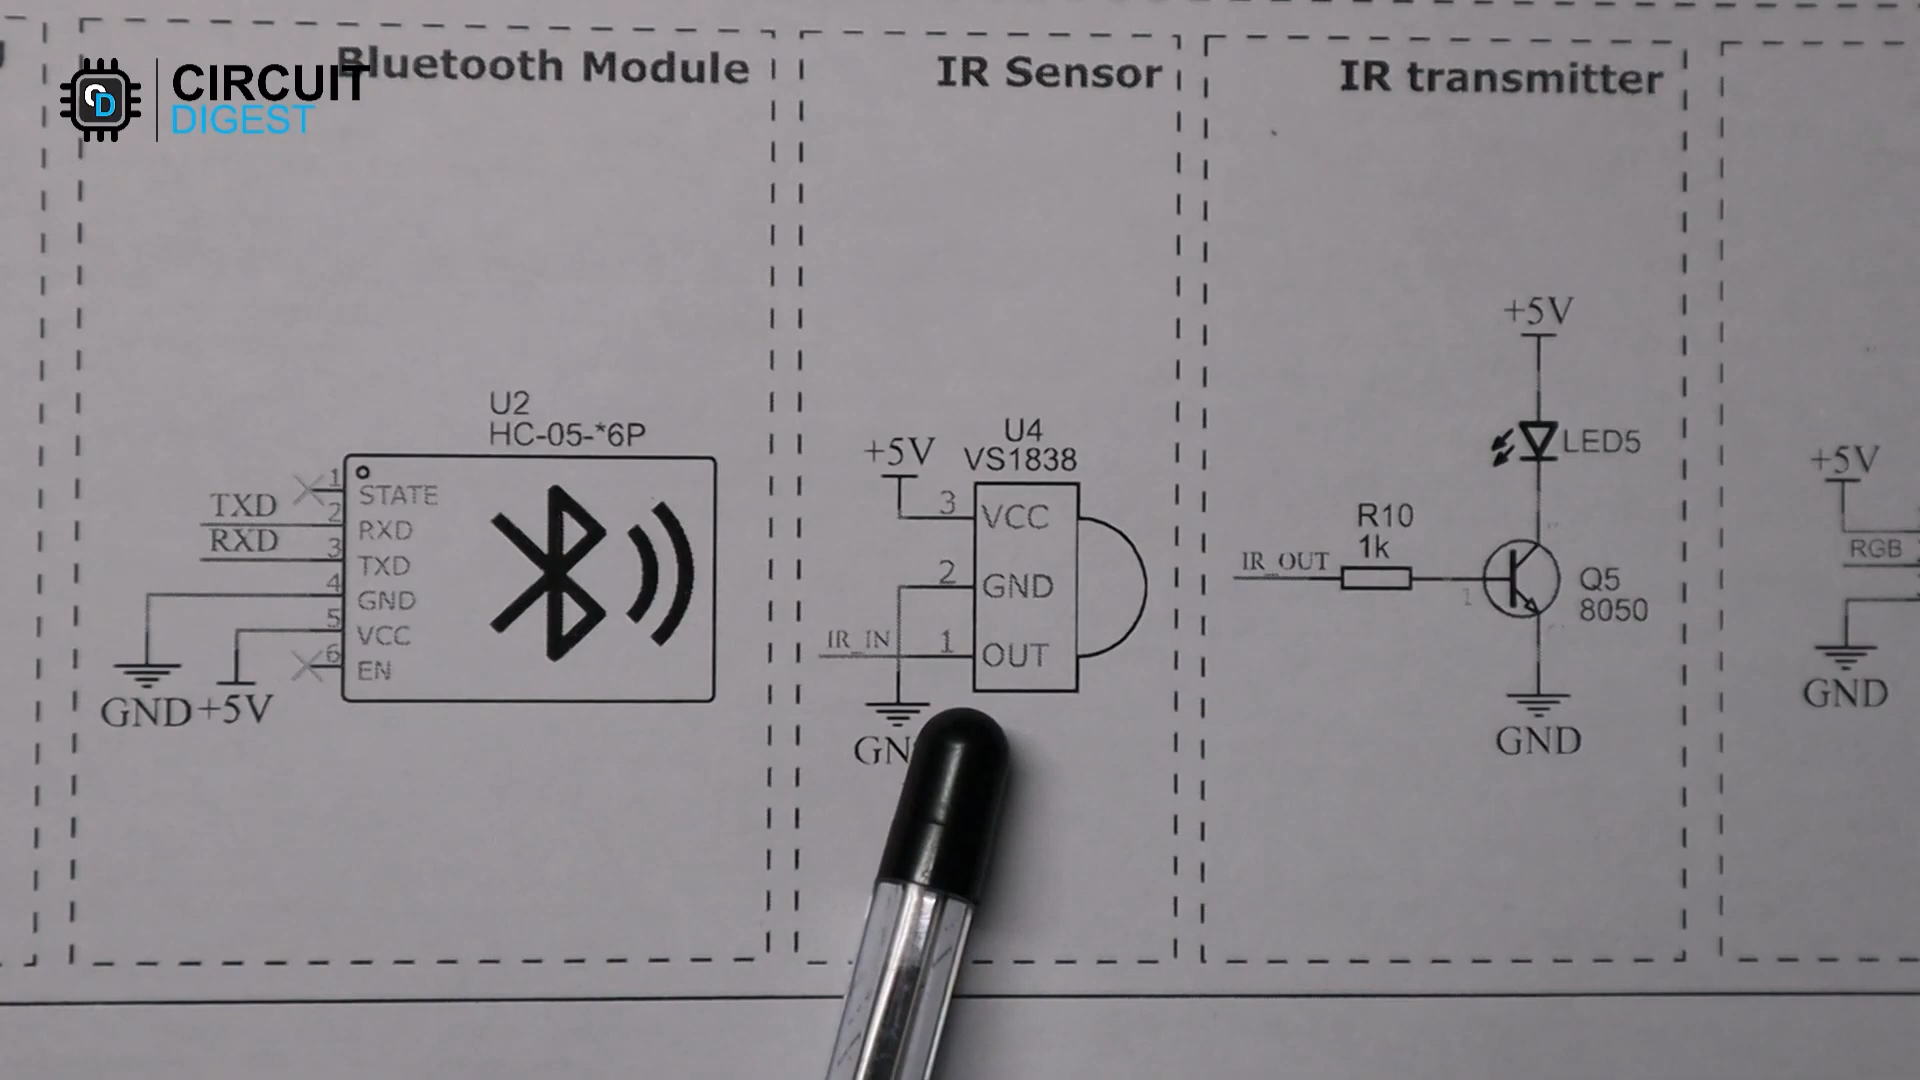 CIRCUIT
DIGEST
Bluetooth Module
U2
HC-05-*6P
TXD
RXD
1
2
3
4
5
6
STATE
RXD
TXD
GND
VCC
EN
GND
+5V
IR Sensor
U4
VS1838
+5V
3
VCC
2
GND
IR_IN
1
OUT
IR transmitter
+5V
LED5
R10
1k
IR_OUT
1
Q5
8050
GND
+5V
RGB
GND